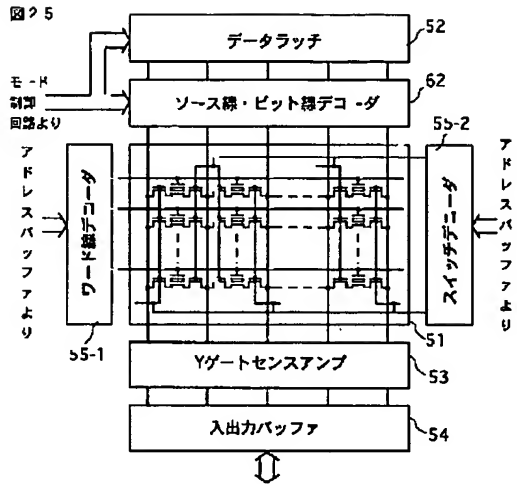 図25
データラッチ
52
モード
制御
回路より
ソース線・ビット線デコーダ
62
55-2
アドレスバッファより
ワード線デコーダ
スイッチデコーダ
アドレスバッファより
55-1
51
Yゲートセンスアンプ
53
入出力バッファ
54